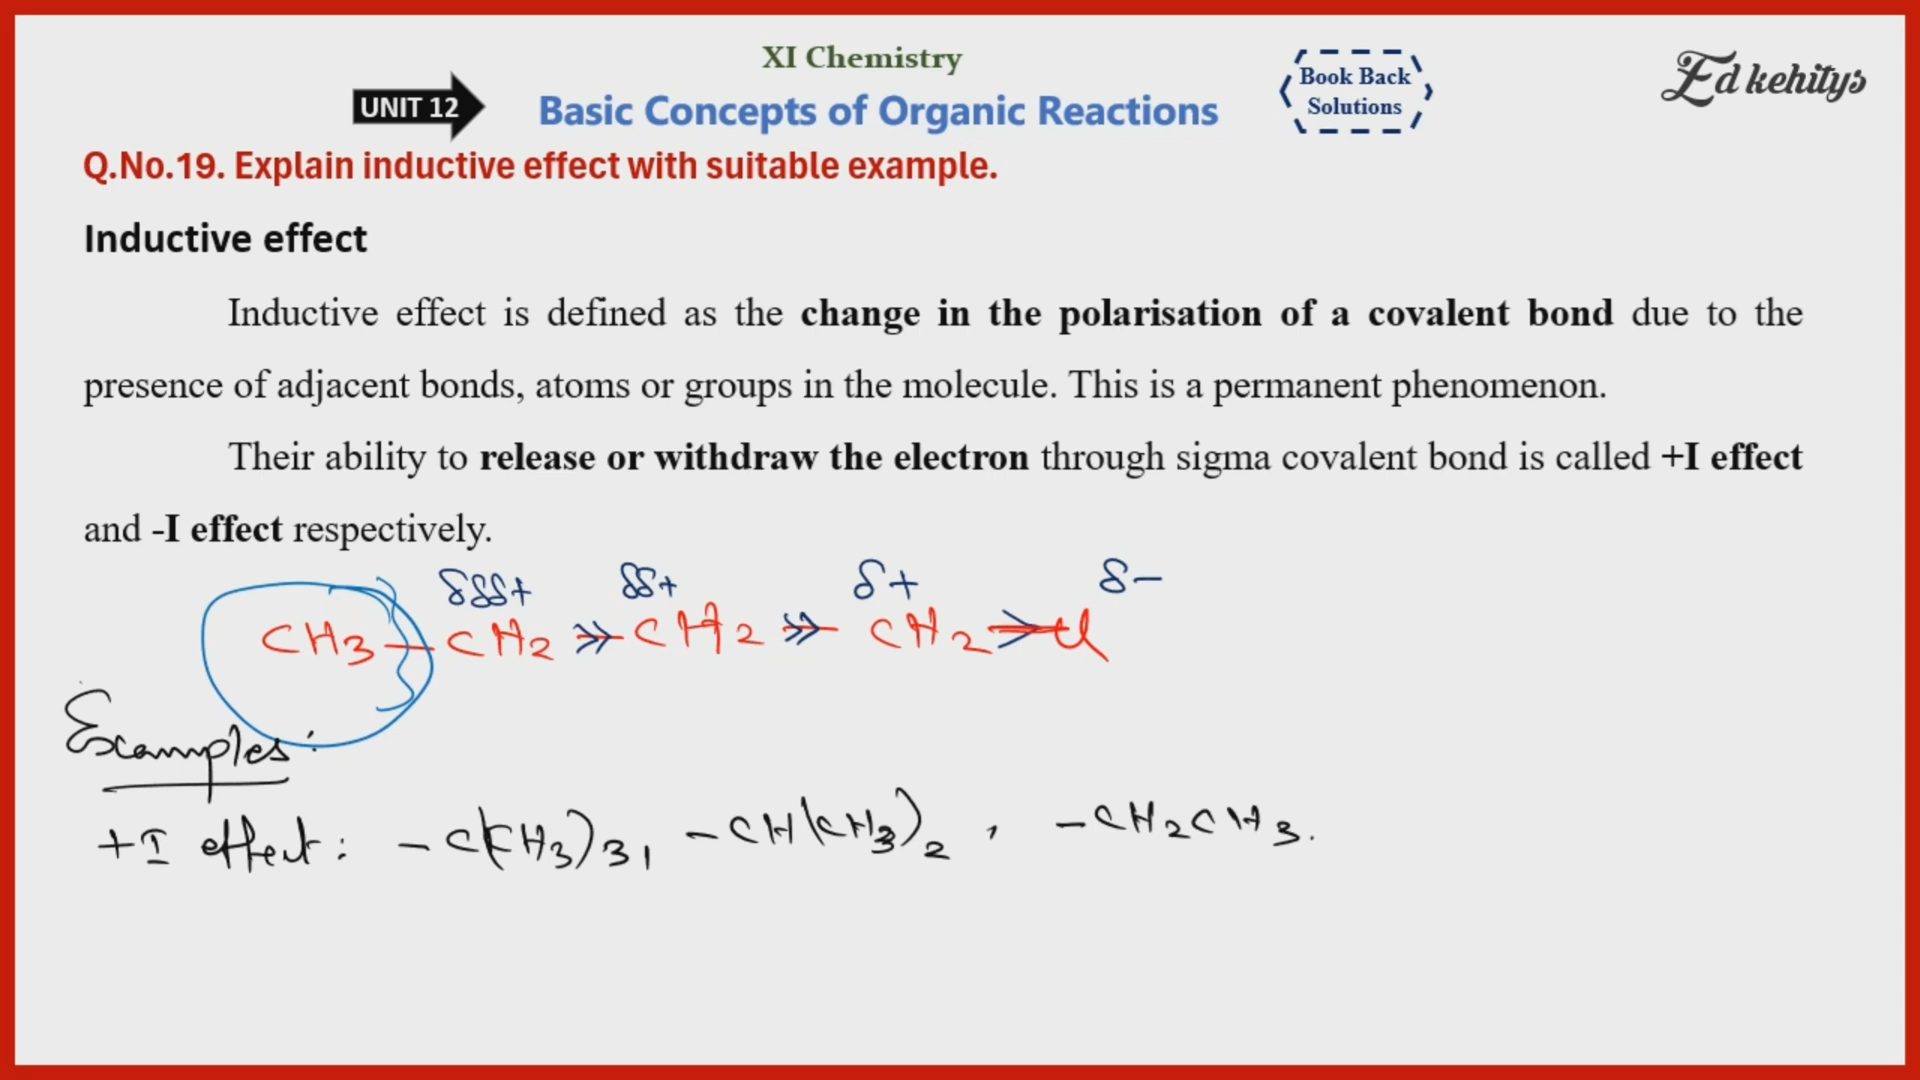 XI Chemistry
Book Back
Solutions
Ed kehitys
UNIT 12
Basic Concepts of Organic Reactions
Q.No.19. Explain inductive effect with suitable example.
Inductive effect
Inductive effect is defined as the change in the polarisation of a covalent bond due to the
presence of adjacent bonds, atoms or groups in the molecule. This is a permanent phenomenon.
Their ability to release or withdraw the electron through sigma covalent bond is called +I effect
and -I effect respectively.
δδδ+ δδ+ δ+ δ-
CH3 - CH2 ≫ CH2 ≫ CH2 > Cl
Examples:
+I effect: -C(CH3)3, -CH(CH3)2, -CH2CH3.